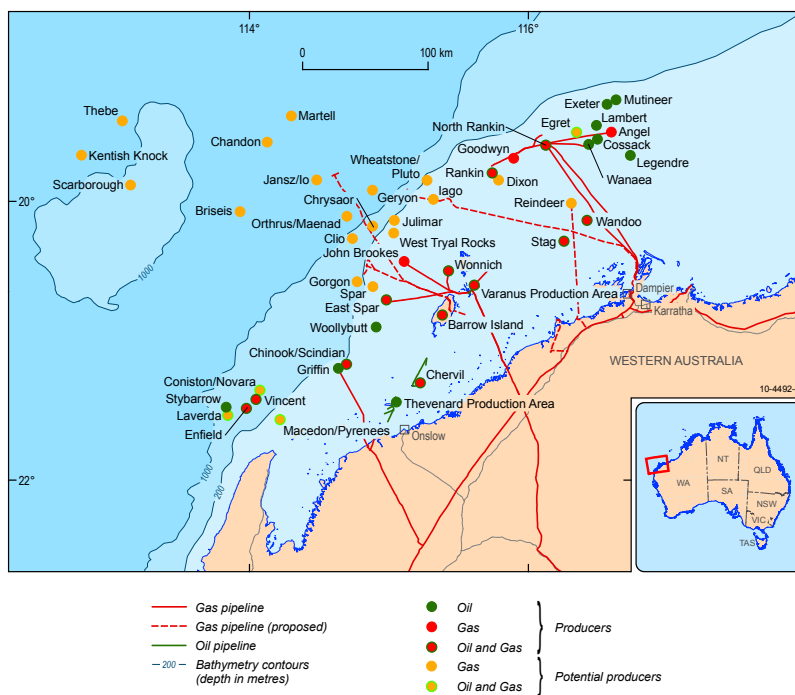 114
116
0
100 km
Thebe
Martell
Exeter
Mutineer
Lambert
Egret
Angel
North Rankin
Cossack
Chandon
Goodwyn
Kentish Knock
Wheatstone/
Pluto
Rankin
Wanaea
Legendre
Scarborough
Jansz/Io
Dixon
Chrysaor
Geryon
Iago
Reindeer
20
Briseis
Orthrus/Maenad
Julimar
Wandoo
Clio
West Tryal Rocks
Stag
John Brookes
Wonnich
1000
Gorgon
Spar
Varanus Production Area
Dampier
East Spar
Karratha
Barrow Island
Woollybutt
WESTERN AUSTRALIA
Chinook/Scindian
Griffin
Chervil
10-4492-
Coniston/Novara
Stybarrow
Vincent
Thevenard Production Area
Laverda
Enfield
Macedon/Pyrenees
Onslow
1000
200
22
NT
QLD
WA
SA
NSW
VIC
TAS
Gas pipeline
Gas pipeline (proposed)
Oil pipeline
200
Bathymetry contours
(depth in metres)
Oil
Gas
Oil and Gas
Producers
Gas
Oil and Gas
Potential producers